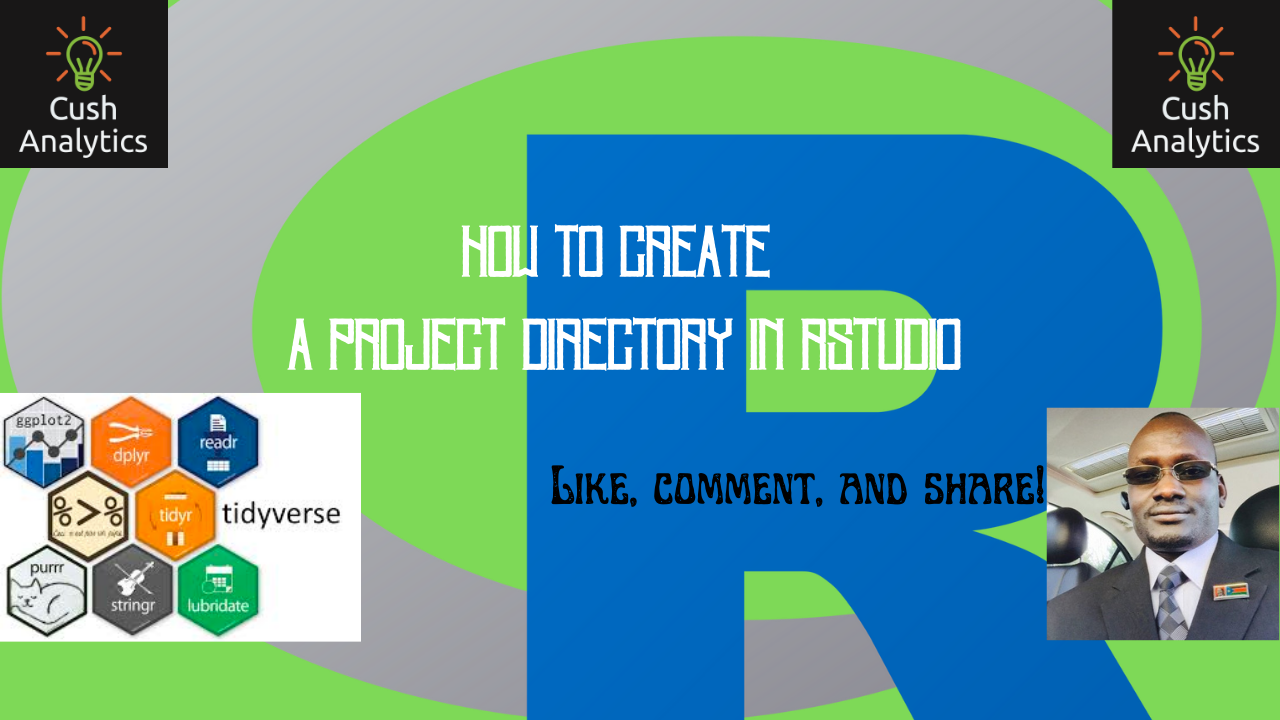 Cush
Analytics
Cush
Analytics
HOW TO CREATE
A PROJECT DIRECTORY IN RSTUDIO
ggplot2
dplyr
readr
%>%
tidyr
tidyverse
purrr
stringr
lubridate
LIKE, COMMENT, AND SHARE!